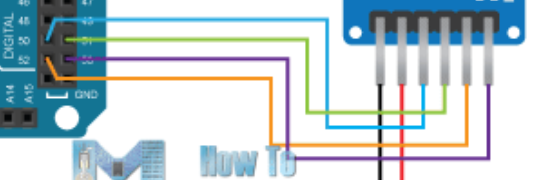 46 47
48 49
DIGITAL
50 51
52 53
A14
A15
GND
How To